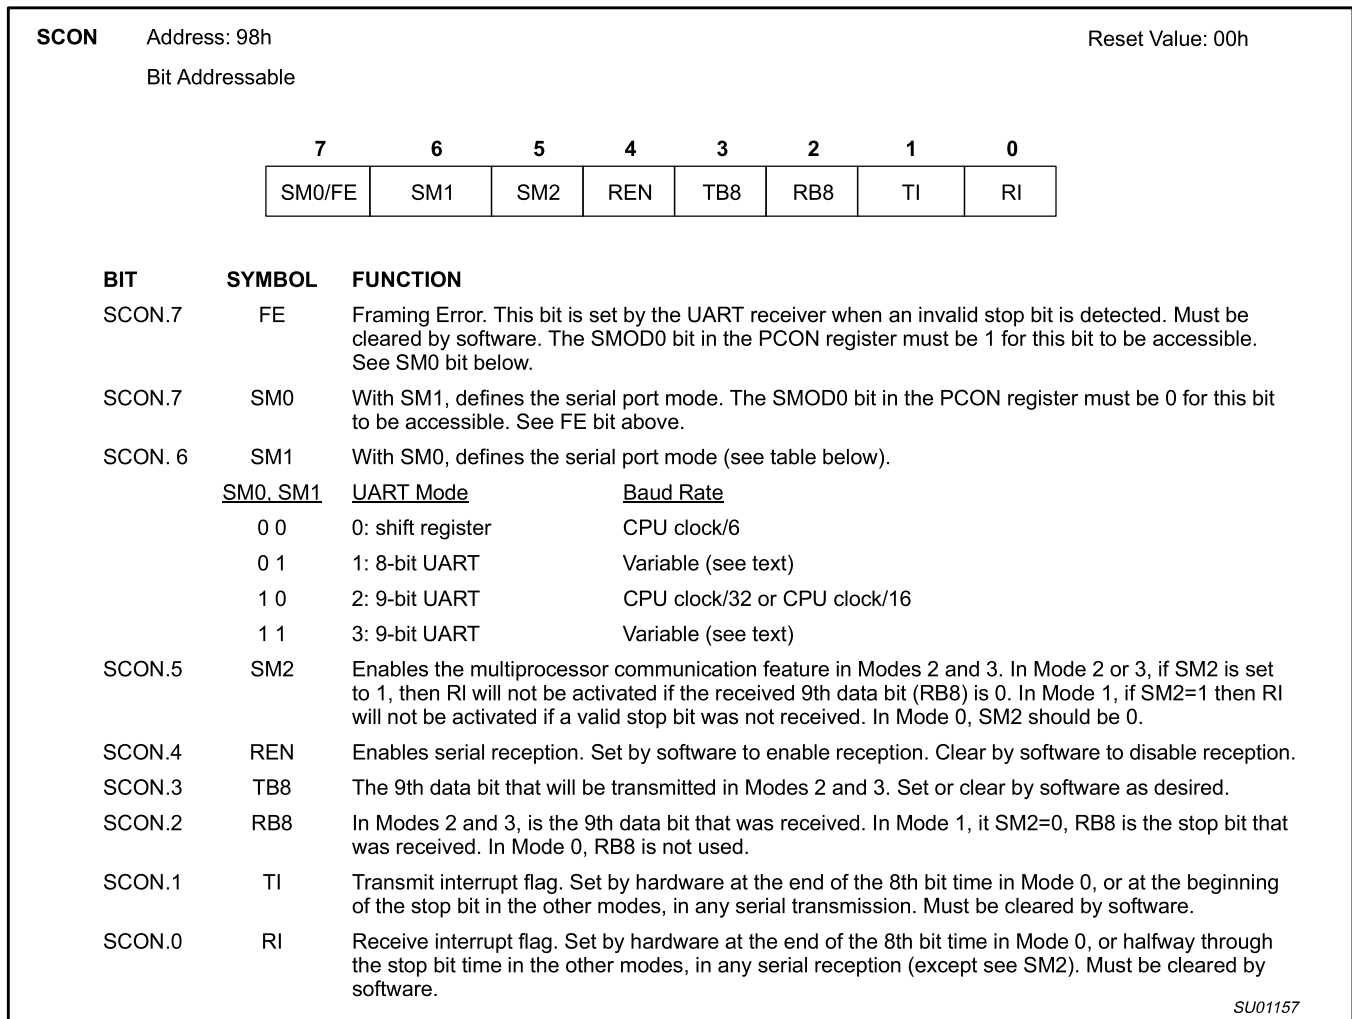 SCON Address: 98h Reset Value: 00h
Bit Addressable
7 6 5 4 3 2 1 0
SM0/FE SM1 SM2 REN TB8 RB8 TI RI
BIT SYMBOL FUNCTION
SCON.7 FE Framing Error. This bit is set by the UART receiver when an invalid stop bit is detected. Must be
cleared by software. The SMOD0 bit in the PCON register must be 1 for this bit to be accessible.
See SM0 bit below.
SCON.7 SM0 With SM1, defines the serial port mode. The SMOD0 bit in the PCON register must be 0 for this bit
to be accessible. See FE bit above.
SCON. 6 SM1 With SM0, defines the serial port mode (see table below).
SM0, SM1 UART Mode Baud Rate
0 0 0: shift register CPU clock/6
0 1 1: 8-bit UART Variable (see text)
1 0 2: 9-bit UART CPU clock/32 or CPU clock/16
1 1 3: 9-bit UART Variable (see text)
SCON.5 SM2 Enables the multiprocessor communication feature in Modes 2 and 3. In Mode 2 or 3, if SM2 is set
to 1, then RI will not be activated if the received 9th data bit (RB8) is 0. In Mode 1, if SM2=1 then RI
will not be activated if a valid stop bit was not received. In Mode 0, SM2 should be 0.
SCON.4 REN Enables serial reception. Set by software to enable reception. Clear by software to disable reception.
SCON.3 TB8 The 9th data bit that will be transmitted in Modes 2 and 3. Set or clear by software as desired.
SCON.2 RB8 In Modes 2 and 3, is the 9th data bit that was received. In Mode 1, it SM2=0, RB8 is the stop bit that
was received. In Mode 0, RB8 is not used.
SCON.1 TI Transmit interrupt flag. Set by hardware at the end of the 8th bit time in Mode 0, or at the beginning
of the stop bit in the other modes, in any serial transmission. Must be cleared by software.
SCON.0 RI Receive interrupt flag. Set by hardware at the end of the 8th bit time in Mode 0, or halfway through
the stop bit time in the other modes, in any serial reception (except see SM2). Must be cleared by
software.
SU01157